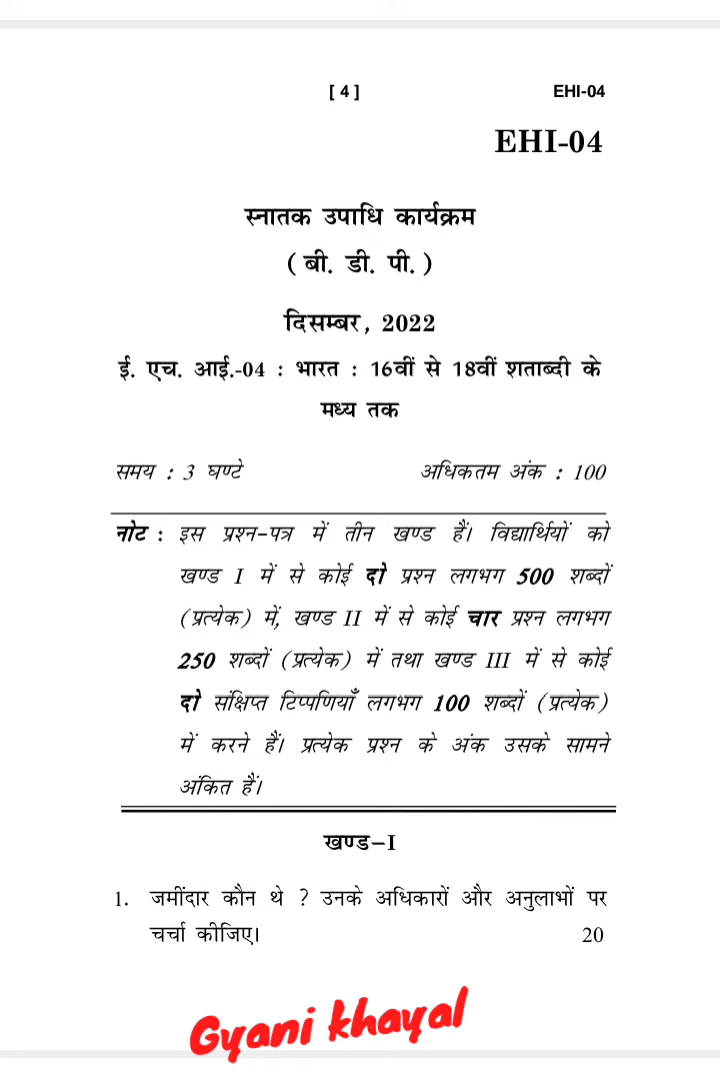 [ 4 ] EHI-04
EHI-04
स्नातक उपाधि कार्यक्रम
( बी. डी. पी. )
दिसम्बर, 2022
ई. एच. आई.-04 : भारत : 16वीं से 18वीं शताब्दी के
मध्य तक
समय : 3 घण्टे अधिकतम अंक : 100
नोट : इस प्रश्न-पत्र में तीन खण्ड हैं। विद्यार्थियों को
खण्ड I में से कोई दो प्रश्न लगभग 500 शब्दों
(प्रत्येक) में, खण्ड II में से कोई चार प्रश्न लगभग
250 शब्दों (प्रत्येक) में तथा खण्ड III में से कोई
दो संक्षिप्त टिप्पणियाँ लगभग 100 शब्दों (प्रत्येक)
में करने हैं। प्रत्येक प्रश्न के अंक उसके सामने
अंकित हैं।
खण्ड-I
1. जमींदार कौन थे ? उनके अधिकारों और अनुलाभों पर
चर्चा कीजिए। 20
Gyani khayal